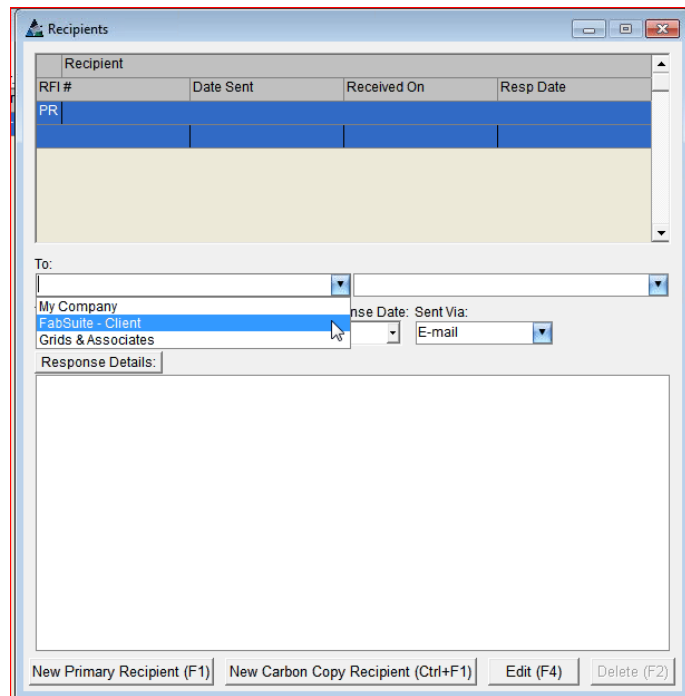 Recipients
Recipient
RFI # Date Sent Received On Resp Date
PR
To:
My Company
nse Date: Sent Via:
FabSuite - Client
E-mail
Grids & Associates
Response Details:
New Primary Recipient (F1) New Carbon Copy Recipient (Ctrl+F1) Edit (F4) Delete (F2)